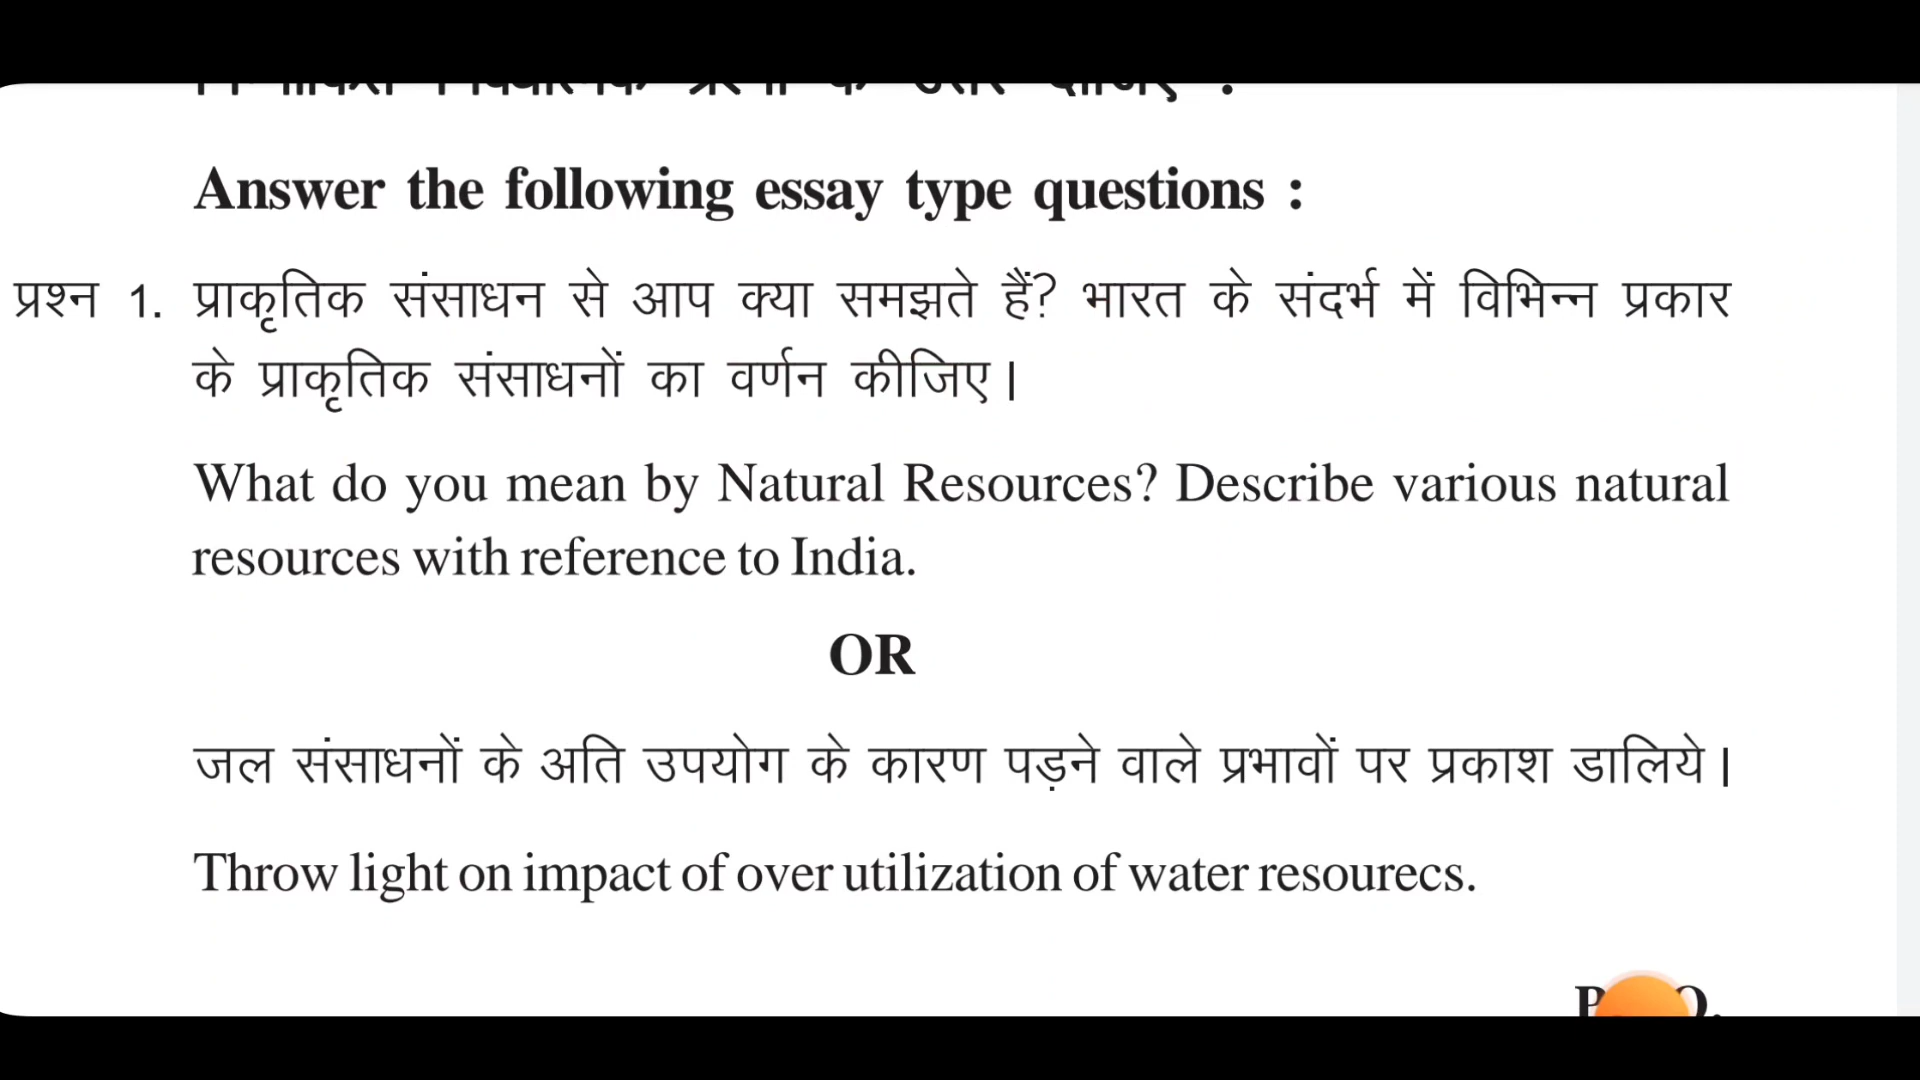 Answer the following essay type questions :
प्रश्न 1. प्राकृतिक संसाधन से आप क्या समझते हैं? भारत के संदर्भ में विभिन्न प्रकार
के प्राकृतिक संसाधनों का वर्णन कीजिए।
What do you mean by Natural Resources? Describe various natural
resources with reference to India.
OR
जल संसाधनों के अति उपयोग के कारण पड़ने वाले प्रभावों पर प्रकाश डालिये।
Throw light on impact of over utilization of water resourecs.